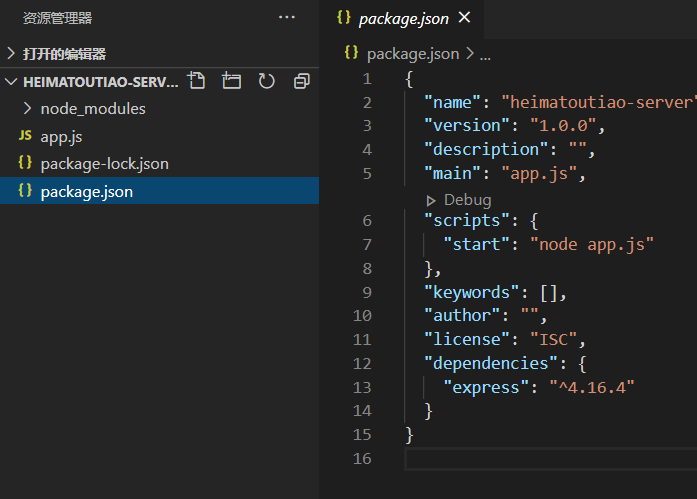 资源管理器 ...
打开的编辑器
HEIMATOUTIAO-SERV...
node_modules
JS app.js
{} package-lock.json
{} package.json
{} package.json ×
{} package.json > ...
1 {
2 "name": "heimatoutiao-server"
3 "version": "1.0.0",
4 "description": "",
5 "main": "app.js",
Debug
6 "scripts": {
7 "start": "node app.js"
8 },
9 "keywords": [],
10 "author": "",
11 "license": "ISC",
12 "dependencies": {
13 "express": "^4.16.4"
14 }
15 }
16